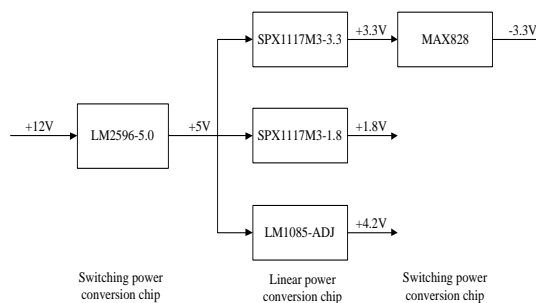 SPX1117M3-3.3
+3.3V
MAX828
-3.3V
+12V
LM2596-5.0
+5V
SPX1117M3-1.8
+1.8V
LM1085-ADJ
+4.2V
Switching power
conversion chip
Linear power
conversion chip
Switching power
conversion chip